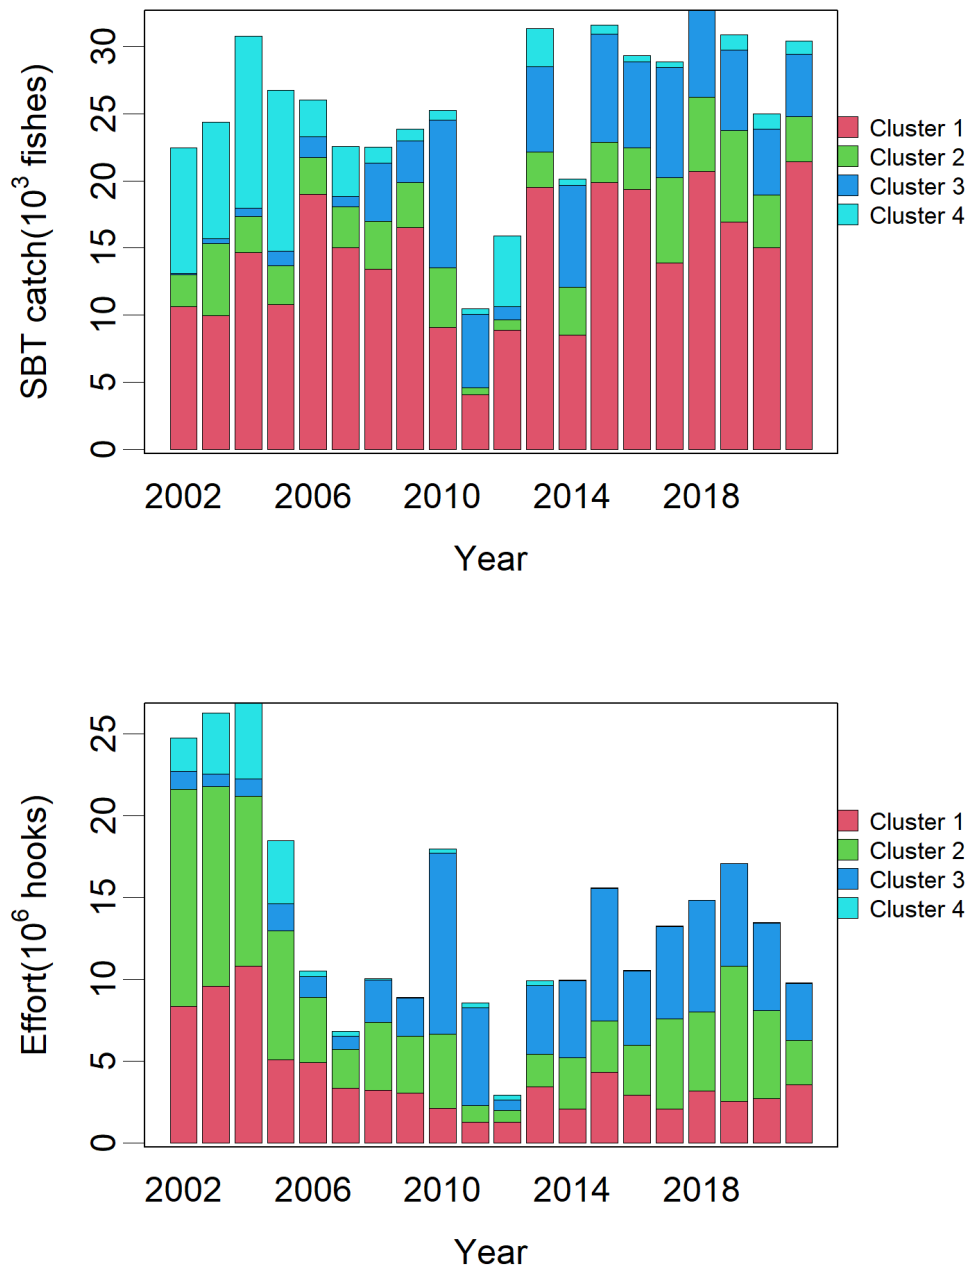 SBT catch(10³ fishes)
30
25
20
15
10
5
0
Cluster 1
Cluster 2
Cluster 3
Cluster 4
2002 2006 2010 2014 2018
Year
Effort(10⁶ hooks)
25
20
15
10
5
0
Cluster 1
Cluster 2
Cluster 3
Cluster 4
2002 2006 2010 2014 2018
Year